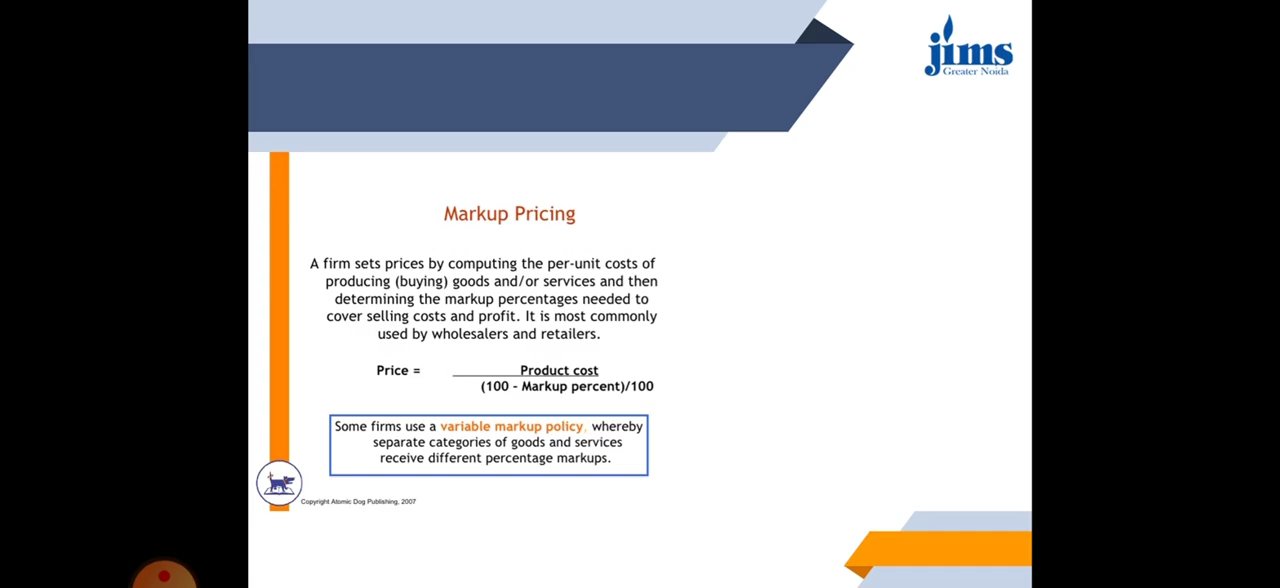 jims
Greater Noida
Markup Pricing
A firm sets prices by computing the per-unit costs of
producing (buying) goods and/or services and then
determining the markup percentages needed to
cover selling costs and profit. It is most commonly
used by wholesalers and retailers.
Price = Product cost
(100 - Markup percent)/100
Some firms use a variable markup policy, whereby
separate categories of goods and services
receive different percentage markups.
Copyright Atomic Dog Publishing, 2007